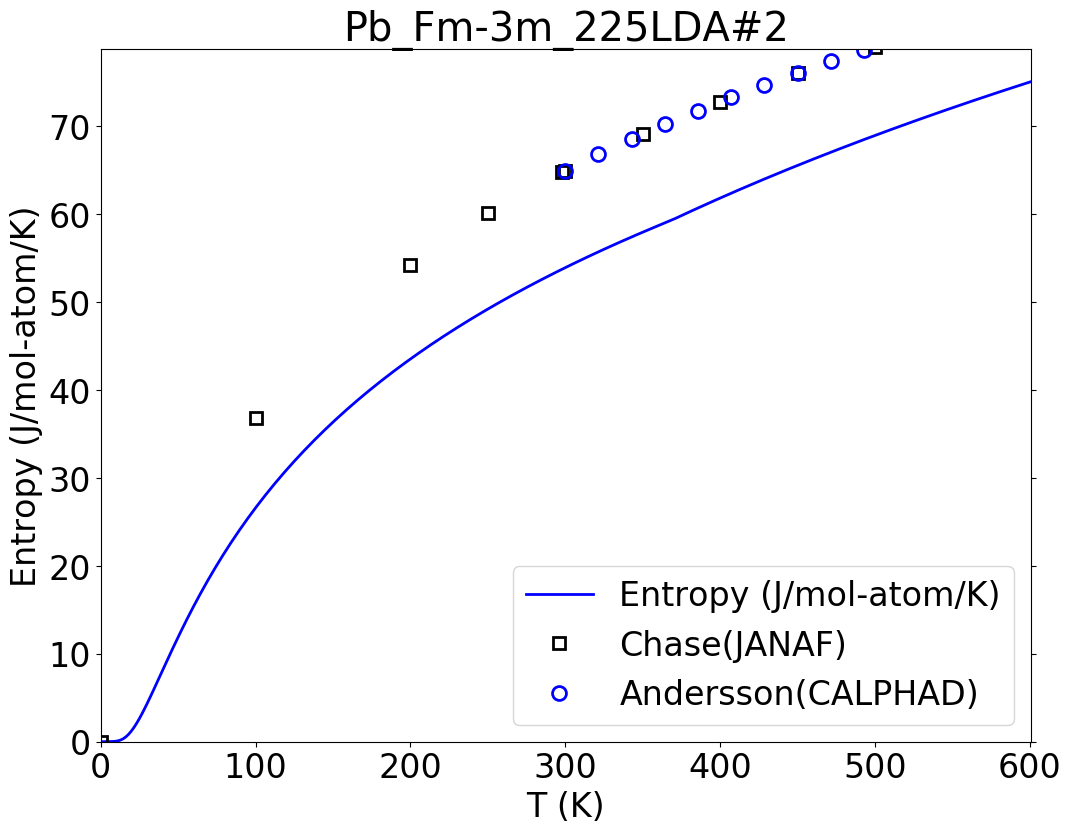 Pb_Fm-3m_225LDA#2
Entropy (J/mol-atom/K)
70
60
50
40
30
20
10
0
Entropy (J/mol-atom/K)
Chase(JANAF)
Andersson(CALPHAD)
0 100 200 300 400 500 600
T (K)